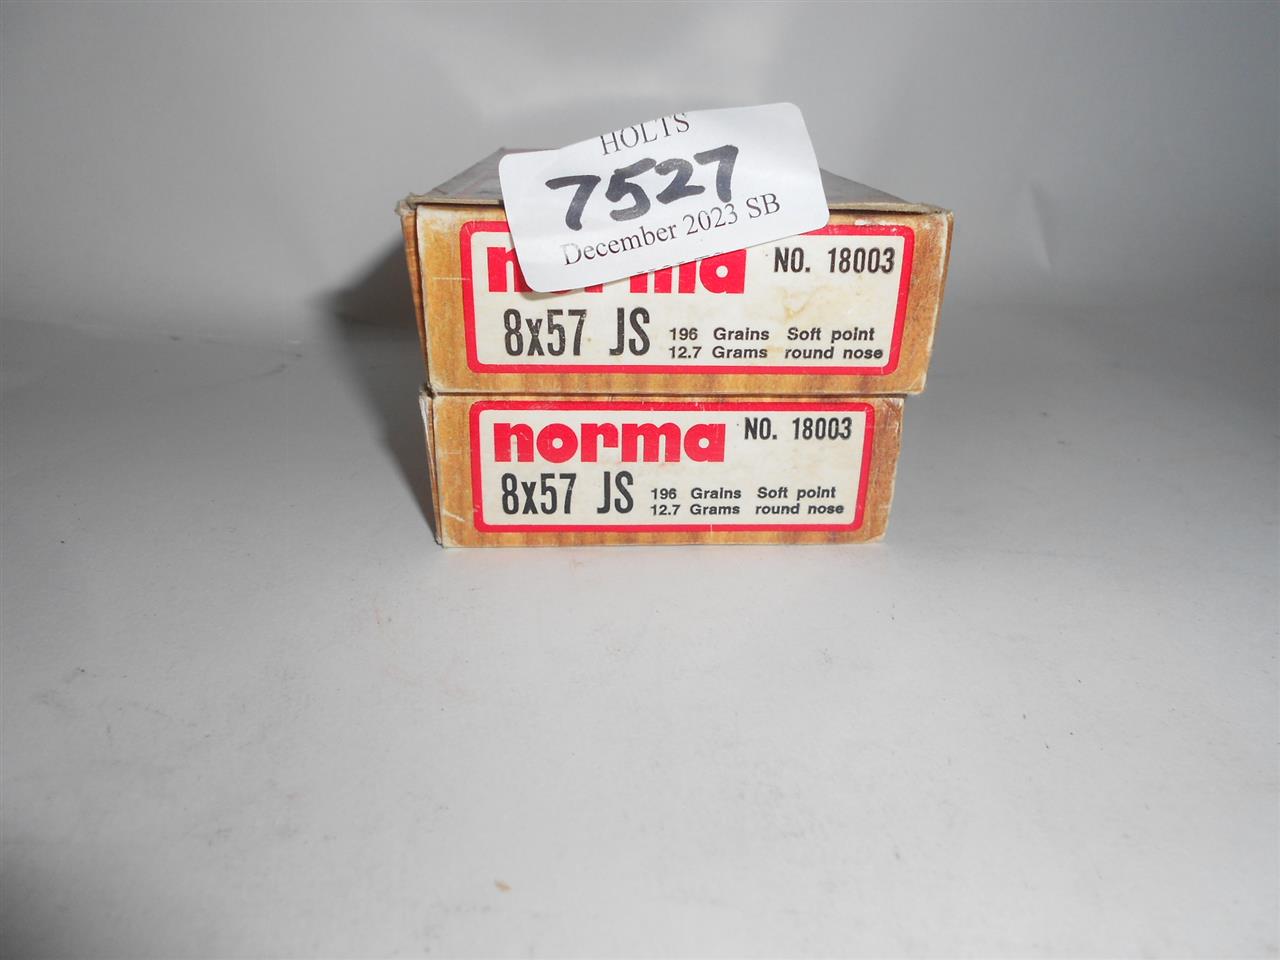 HOLTS
7527
December 2023 SB
norma NO. 18003
8x57 JS 196 Grains Soft point
12.7 Grams round nose
norma NO. 18003
8x57 JS 196 Grains Soft point
12.7 Grams round nose